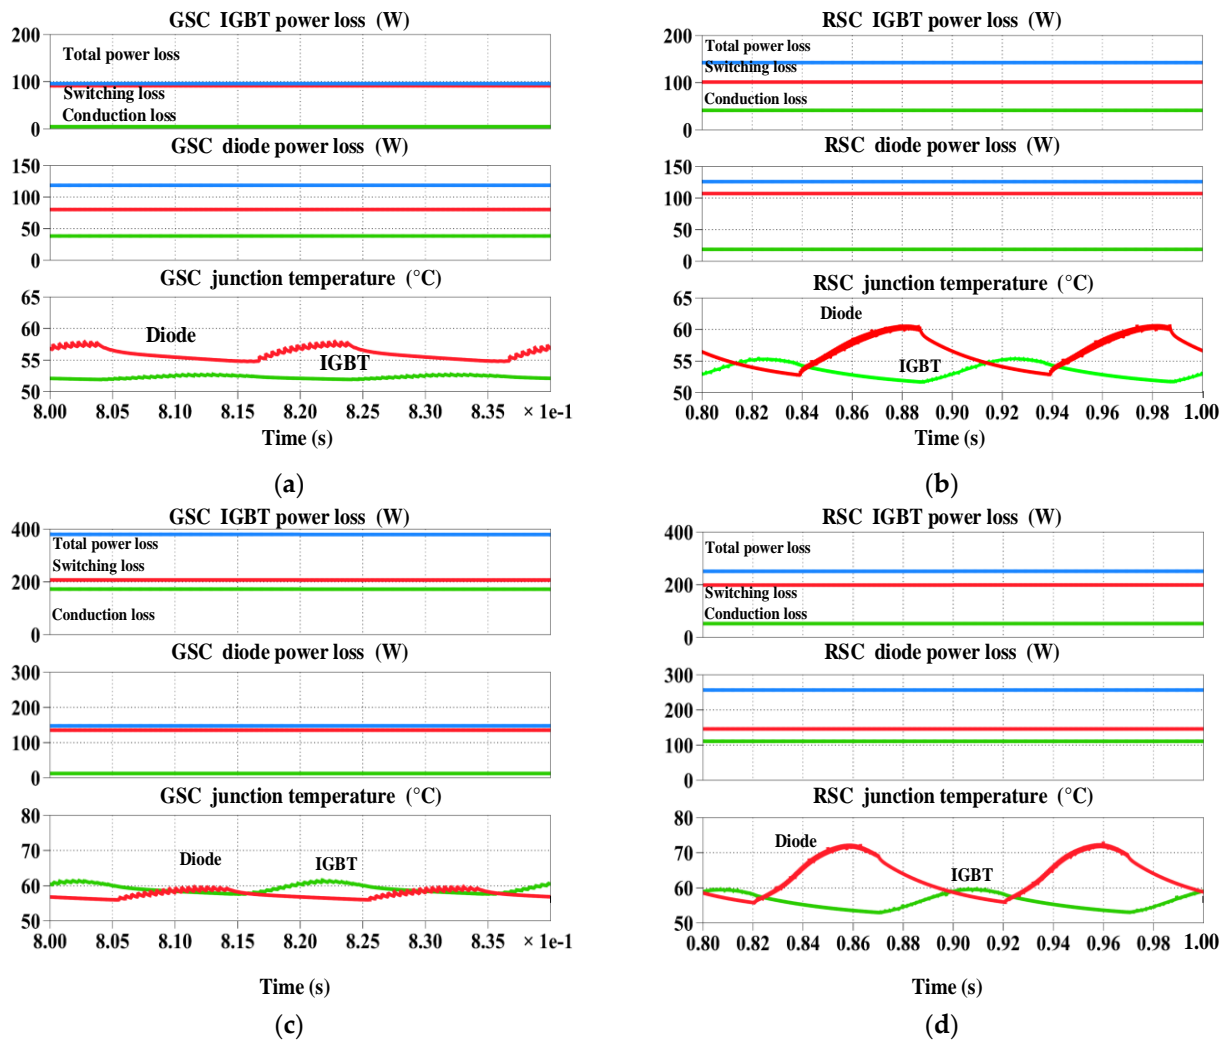 GSC IGBT power loss (W)
200
Total power loss
100
Switching loss
Conduction loss
0
GSC diode power loss (W)
150
100
50
0
GSC junction temperature (°C)
65
60
Diode
55
IGBT
50
8.00 8.05 8.10 8.15 8.20 8.25 8.30 8.35 × 1e-1
Time (s)
(a)
RSC IGBT power loss (W)
200
Total power loss
Switching loss
100
Conduction loss
0
RSC diode power loss (W)
150
100
50
0
RSC junction temperature (°C)
65
Diode
60
55
IGBT
50
0.80 0.82 0.84 0.86 0.88 0.90 0.92 0.94 0.96 0.98 1.00
Time (s)
(b)
GSC IGBT power loss (W)
400
Total power loss
Switching loss
200
Conduction loss
0
GSC diode power loss (W)
300
200
100
0
GSC junction temperature (°C)
80
70
Diode
IGBT
60
50
8.00 8.05 8.10 8.15 8.20 8.25 8.30 8.35 × 1e-1
Time (s)
(c)
RSC IGBT power loss (W)
400
Total power loss
200
Switching loss
Conduction loss
0
RSC diode power loss (W)
300
200
100
0
RSC junction temperature (°C)
80
Diode
70
IGBT
60
50
0.80 0.82 0.84 0.86 0.88 0.90 0.92 0.94 0.96 0.98 1.00
Time (s)
(d)